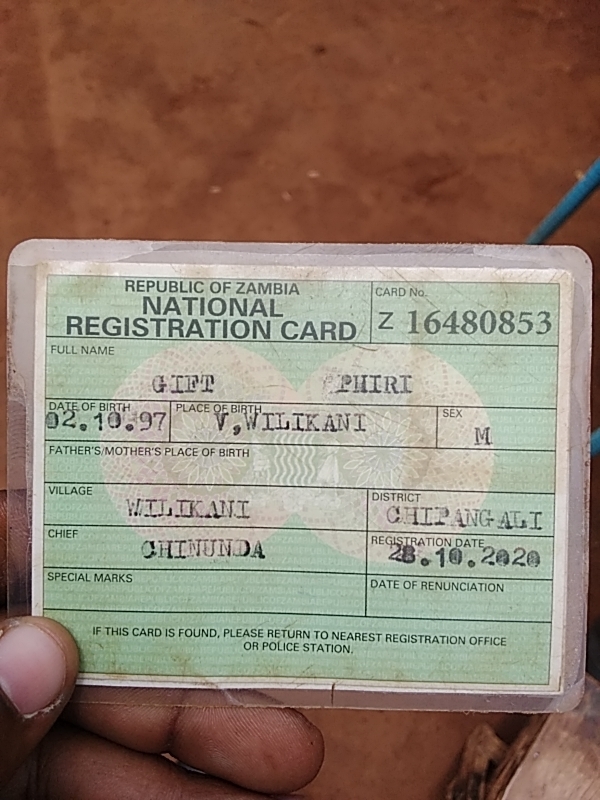 REPUBLIC OF ZAMBIA
NATIONAL
REGISTRATION CARD
CARD No.
Z 16480853
FULL NAME
GIFT PHIRI
DATE OF BIRTH
02.10.97
PLACE OF BIRTH
V,WILIKANI
SEX
M
FATHER'S/MOTHER'S PLACE OF BIRTH
VILLAGE
WILIKANI
DISTRICT
CHIPANGALI
CHIEF
CHINUNDA
REGISTRATION DATE
28.10.2020
SPECIAL MARKS
DATE OF RENUNCIATION
IF THIS CARD IS FOUND, PLEASE RETURN TO NEAREST REGISTRATION OFFICE
OR POLICE STATION.